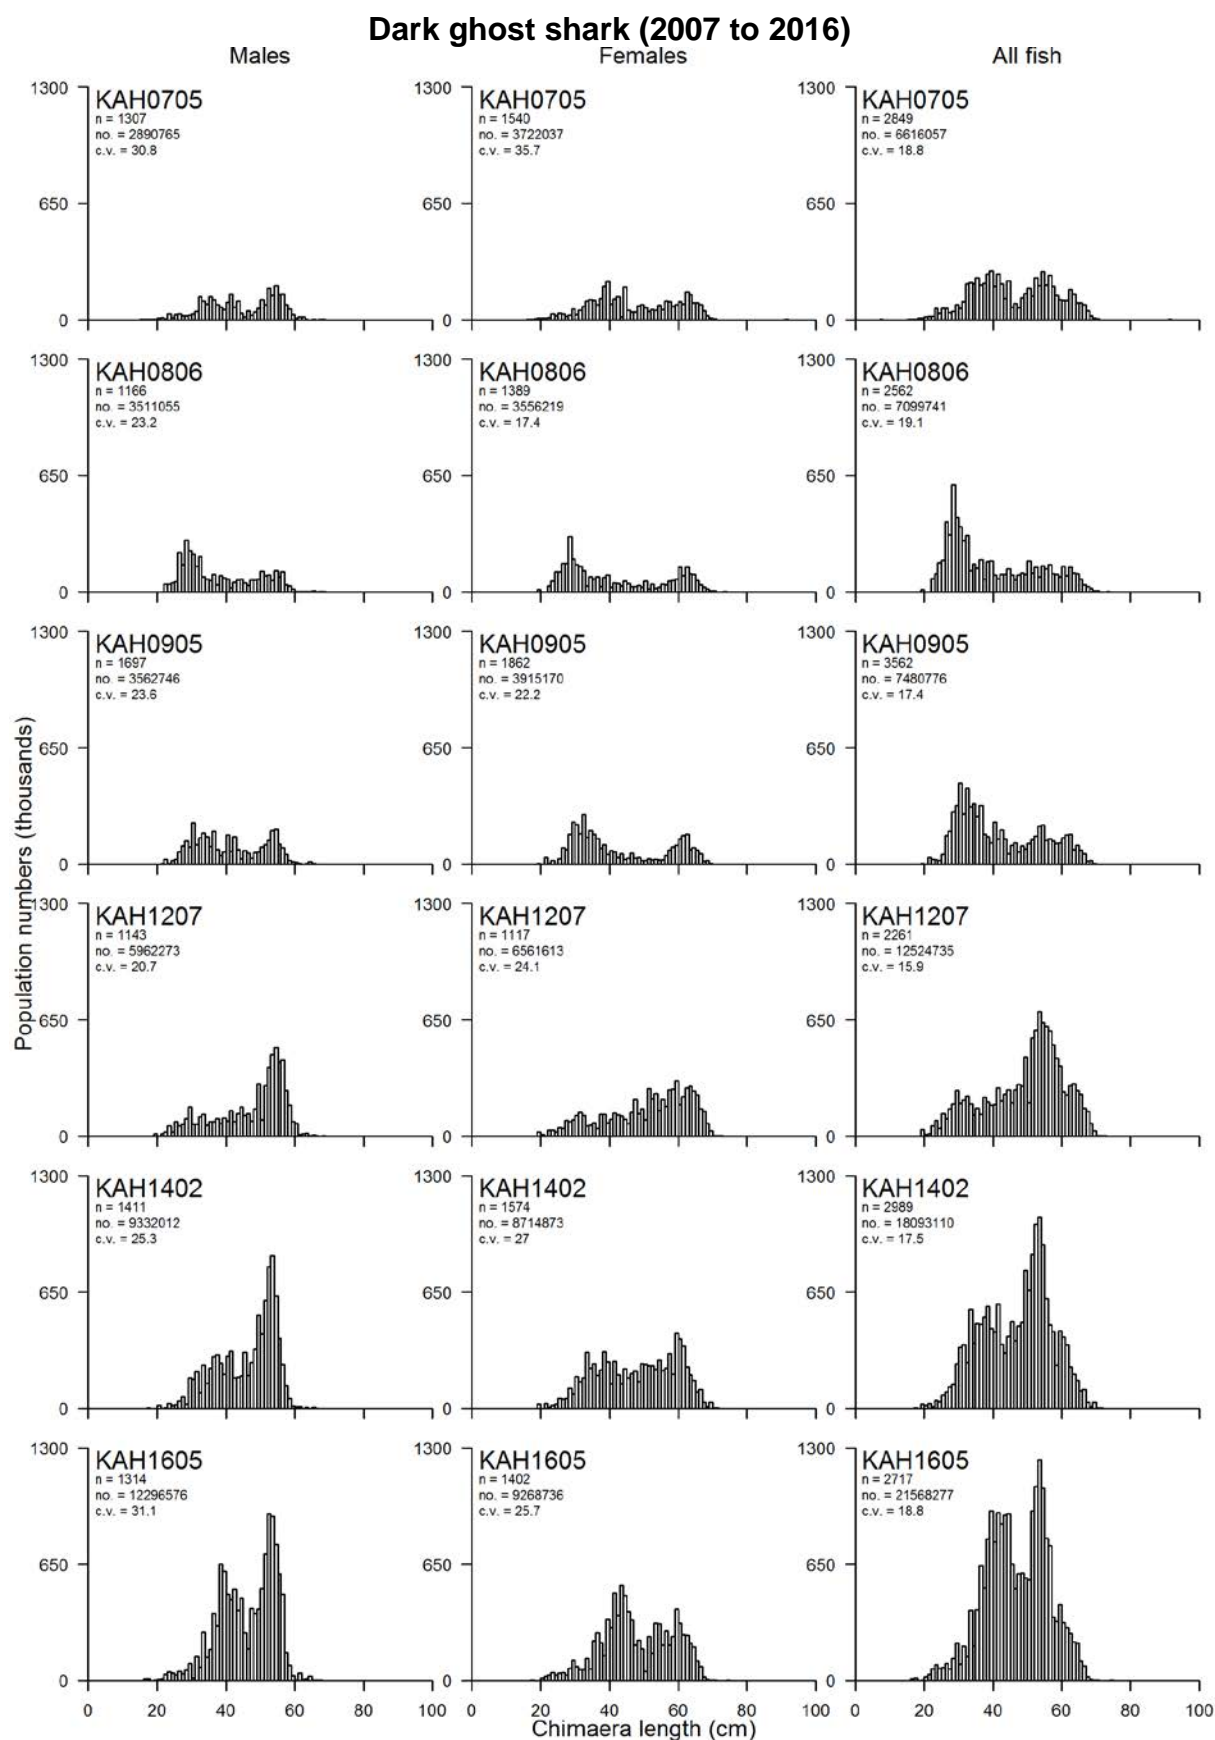 Dark ghost shark (2007 to 2016)
Males Females All fish
1300 KAH0705 1300 KAH0705 1300 KAH0705
n = 1307 n = 1540 n = 2849
no. = 2890765 no. = 3722037 no. = 6616057
c.v. = 30.8 c.v. = 35.7 c.v. = 18.8
650 650 650
0 0 0
1300 KAH0806 1300 KAH0806 1300 KAH0806
n = 1166 n = 1389 n = 2562
no. = 3511055 no. = 3556219 no. = 7099741
c.v. = 23.2 c.v. = 17.4 c.v. = 19.1
650 650 650
0 0 0
1300 KAH0905 1300 KAH0905 1300 KAH0905
n = 1697 n = 1862 n = 3562
no. = 3562746 no. = 3915170 no. = 7480776
c.v. = 23.6 c.v. = 22.2 c.v. = 17.4
650 650 650
0 0 0
Population numbers (thousands)
1300 KAH1207 1300 KAH1207 1300 KAH1207
n = 1143 n = 1117 n = 2261
no. = 5962273 no. = 6561613 no. = 12524735
c.v. = 20.7 c.v. = 24.1 c.v. = 15.9
650 650 650
0 0 0
1300 KAH1402 1300 KAH1402 1300 KAH1402
n = 1411 n = 1574 n = 2989
no. = 9332012 no. = 8714873 no. = 18093110
c.v. = 25.3 c.v. = 27 c.v. = 17.5
650 650 650
0 0 0
1300 KAH1605 1300 KAH1605 1300 KAH1605
n = 1314 n = 1402 n = 2717
no. = 12296576 no. = 9268736 no. = 21568277
c.v. = 31.1 c.v. = 25.7 c.v. = 18.8
650 650 650
0 0 0
0 20 40 60 80 100 0 20 40 60 80 100 0 20 40 60 80 100
Chimaera length (cm)